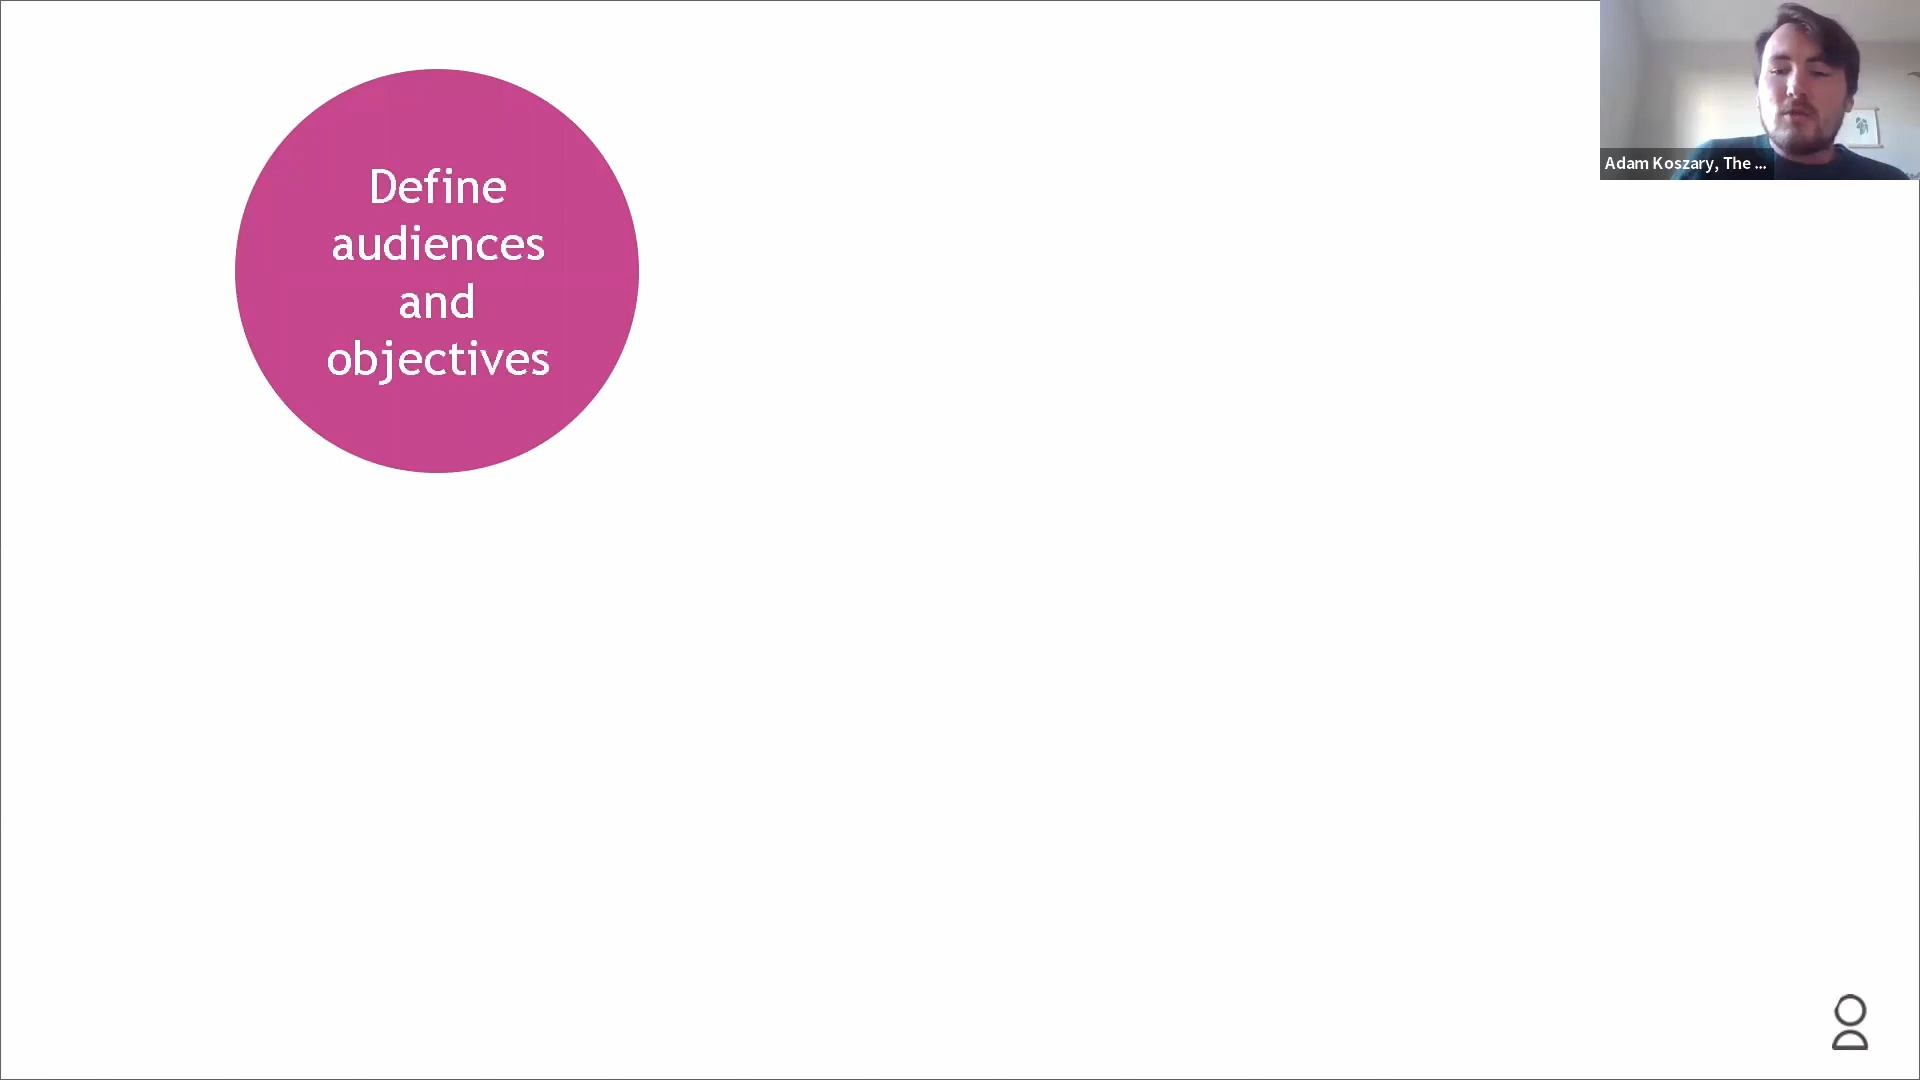 Define
audiences
and
objectives
Adam Koszary, The ...